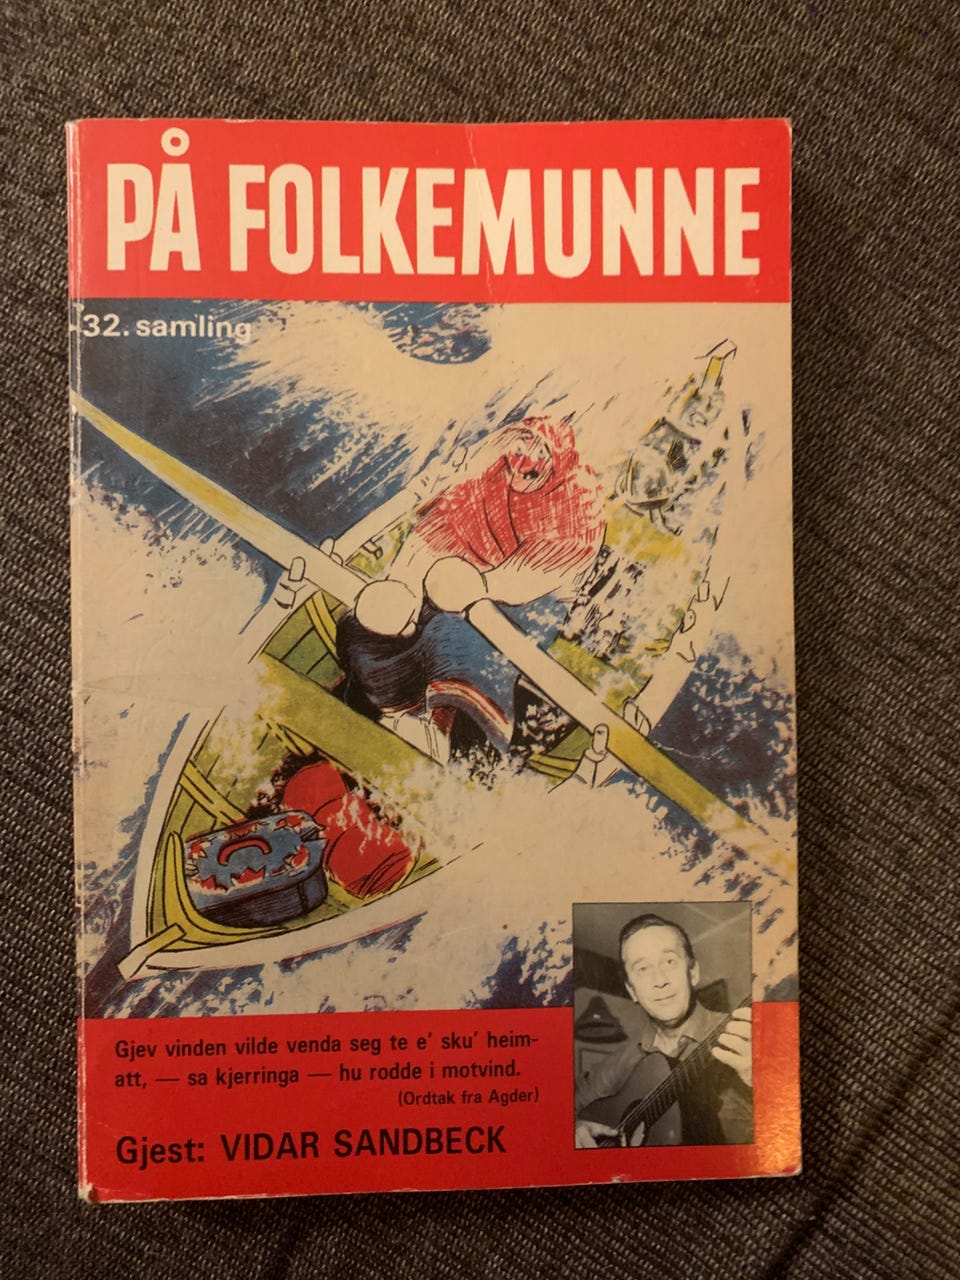 PÅ FOLKEMUNNE
32. samling
Gjev vinden vilde venda seg te e' sku' heim-
att, — sa kjerringa — hu rodde i motvind.
(Ordtak fra Agder)
Gjest: VIDAR SANDBECK